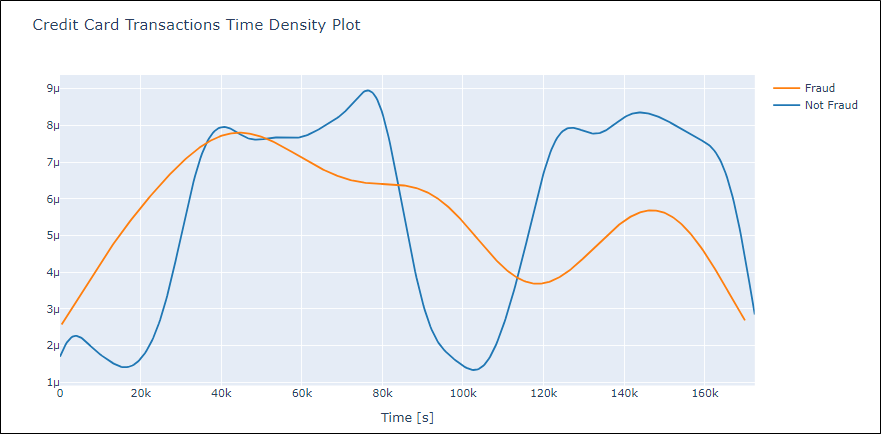 Credit Card Transactions Time Density Plot
Fraud
Not Fraud
9μ
8μ
7μ
6μ
5μ
4μ
3μ
2μ
1μ
0 20k 40k 60k 80k 100k 120k 140k 160k
Time [s]